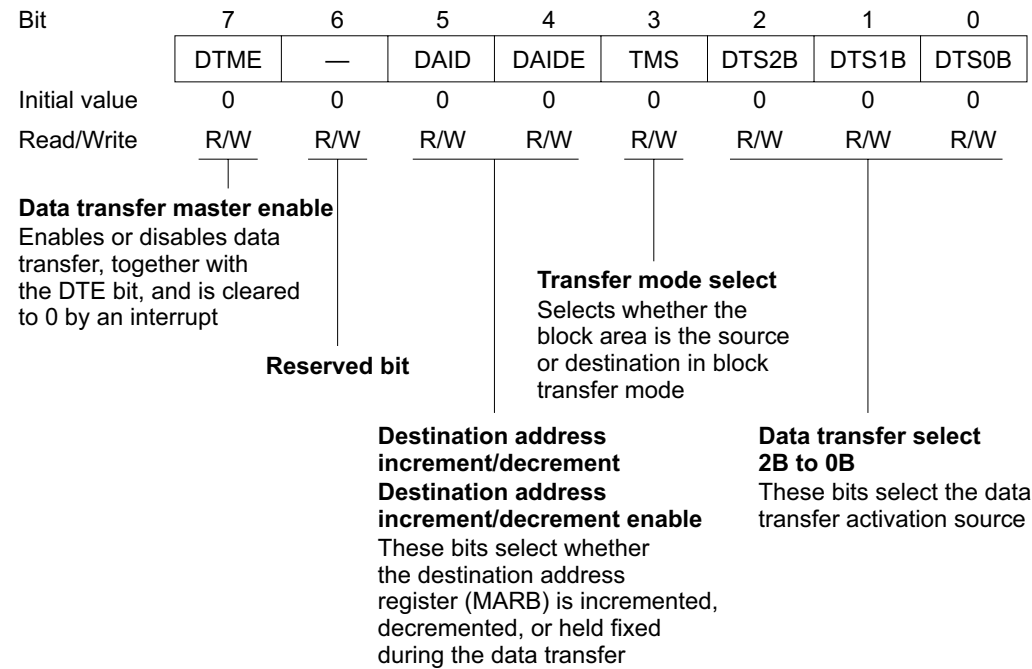 Bit 7 6 5 4 3 2 1 0
DTME — DAID DAIDE TMS DTS2B DTS1B DTS0B
Initial value 0 0 0 0 0 0 0 0
Read/Write R/W R/W R/W R/W R/W R/W R/W R/W
Data transfer master enable
Enables or disables data
transfer, together with
the DTE bit, and is cleared
to 0 by an interrupt
Reserved bit
Transfer mode select
Selects whether the
block area is the source
or destination in block
transfer mode
Destination address
increment/decrement
Destination address
increment/decrement enable
These bits select whether
the destination address
register (MARB) is incremented,
decremented, or held fixed
during the data transfer
Data transfer select
2B to 0B
These bits select the data
transfer activation source